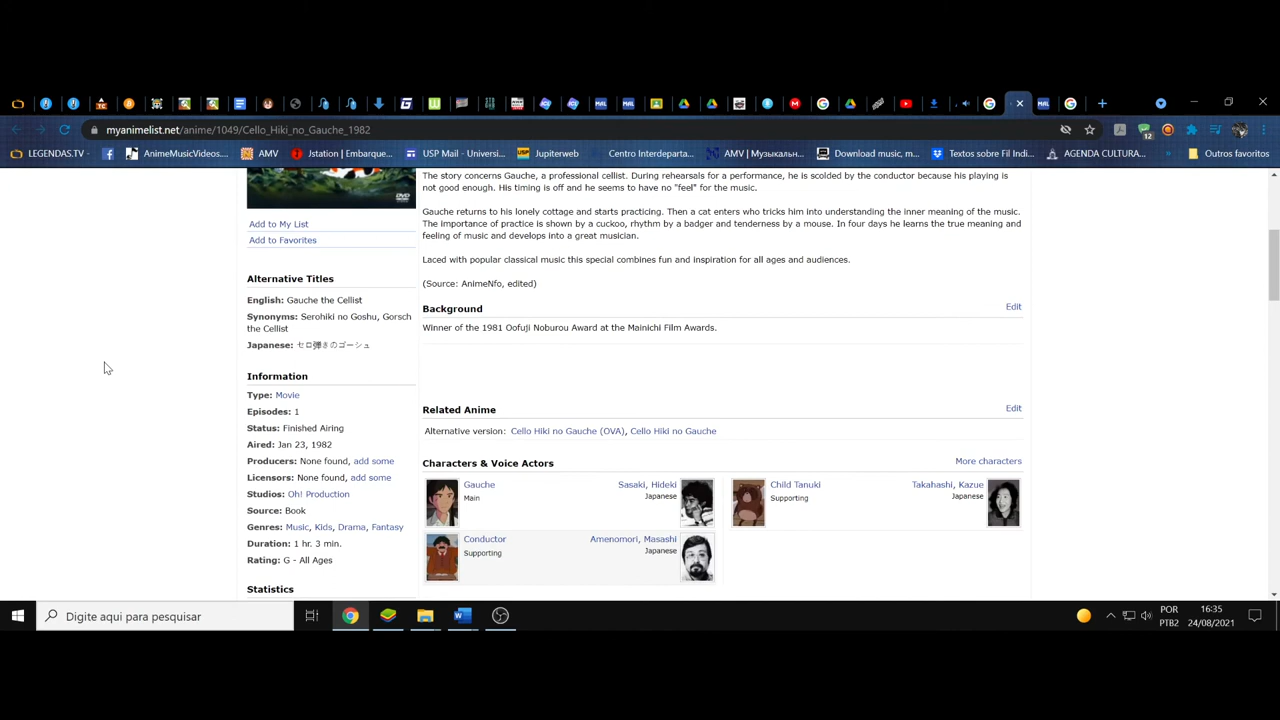 myanimelist.net/anime/1049/Cello_Hiki_no_Gauche_1982
12
LEGENDAS.TV -
AnimeMusicVideos...
AMV
Jstation | Embarque...
USP Mail - Universi...
Jupiterweb
Centro Interdeparta...
AMV | Музыкальн...
Download music, m...
Textos sobre Fil Indi...
AGENDA CULTURA...
»
Outros favoritos
The story concerns Gauche, a professional cellist. During rehearsals for a performance, he is scolded by the conductor because his playing is
not good enough. His timing is off and he seems to have no "feel" for the music.
Gauche returns to his lonely cottage and starts practicing. Then a cat enters who tricks him into understanding the inner meaning of the music.
The importance of practice is shown by a cuckoo, rhythm by a badger and tenderness by a mouse. In four days he learns the true meaning and
feeling of music and develops into a great musician.
Laced with popular classical music this special combines fun and inspiration for all ages and audiences.
(Source: AnimeNfo, edited)
Background
Edit
Winner of the 1981 Oofuji Noburou Award at the Mainichi Film Awards.
Related Anime
Edit
Alternative version: Cello Hiki no Gauche (OVA), Cello Hiki no Gauche
Characters & Voice Actors
More characters
Gauche
Main
Sasaki, Hideki
Japanese
Child Tanuki
Supporting
Takahashi, Kazue
Japanese
Conductor
Supporting
Amenomori, Masashi
Japanese
DVD
Add to My List
Add to Favorites
Alternative Titles
English: Gauche the Cellist
Synonyms: Serohiki no Goshu, Gorsch
the Cellist
Japanese: セロ弾きのゴーシュ
Information
Type: Movie
Episodes: 1
Status: Finished Airing
Aired: Jan 23, 1982
Producers: None found, add some
Licensors: None found, add some
Studios: Oh! Production
Source: Book
Genres: Music, Kids, Drama, Fantasy
Duration: 1 hr. 3 min.
Rating: G - All Ages
Statistics
Digite aqui para pesquisar
POR
PTB2
16:35
24/08/2021